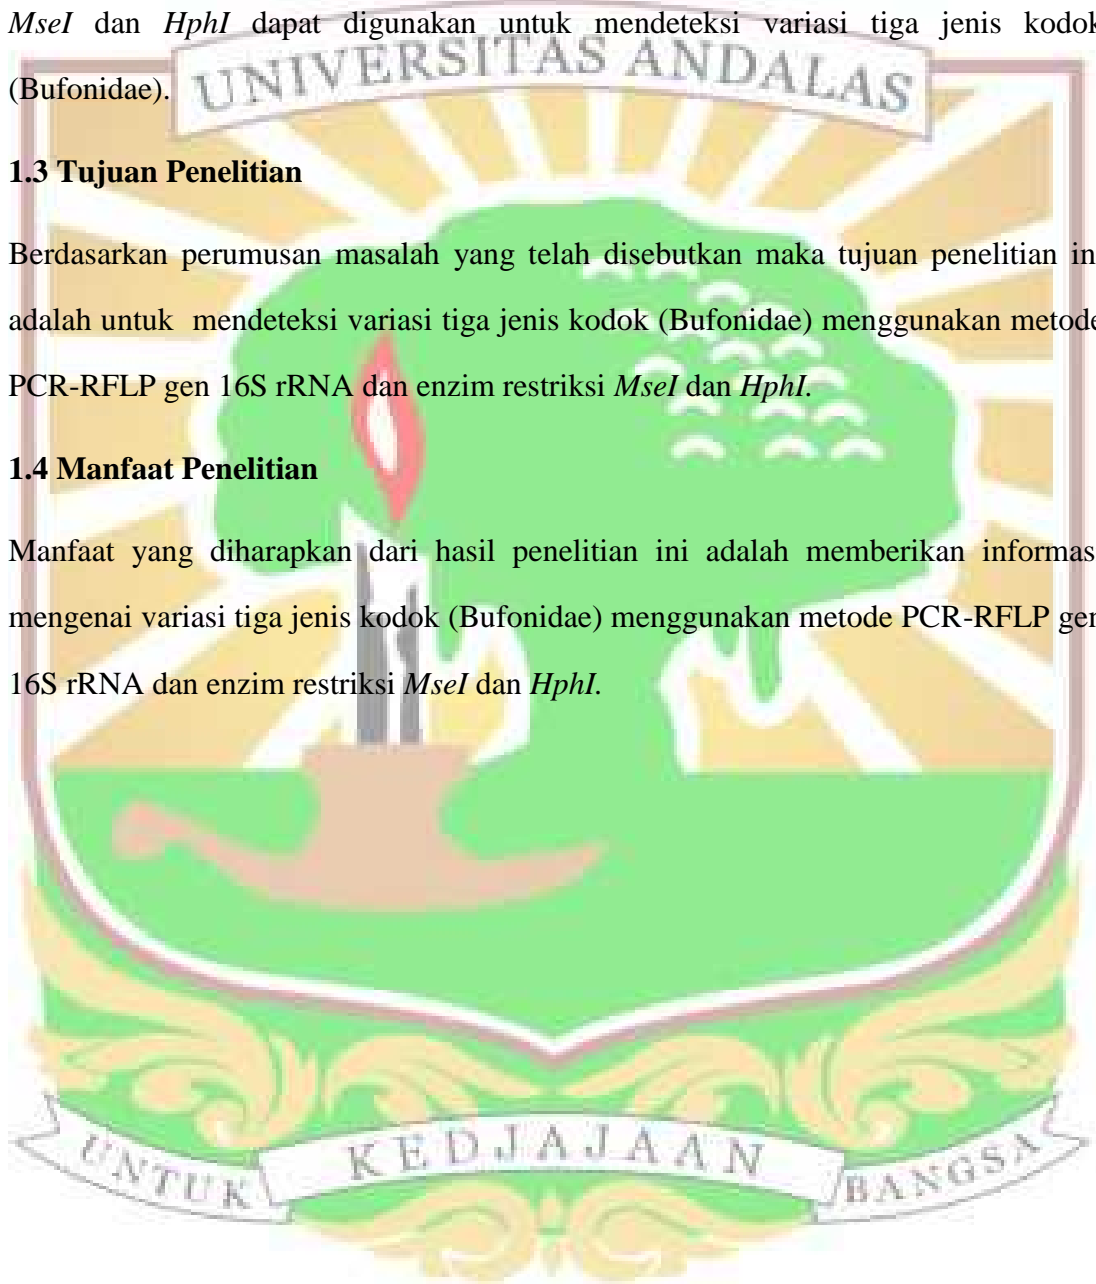 MseI dan HphI dapat digunakan untuk mendeteksi variasi tiga jenis kodok
(Bufonidae).
UNIVERSITAS ANDALAS
1.3 Tujuan Penelitian
Berdasarkan perumusan masalah yang telah disebutkan maka tujuan penelitian in
adalah untuk mendeteksi variasi tiga jenis kodok (Bufonidae) menggunakan metode
PCR-RFLP gen 16S rRNA dan enzim restriksi MseI dan HphI.
1.4 Manfaat Penelitian
Manfaat yang diharapkan dari hasil penelitian ini adalah memberikan informas
mengenai variasi tiga jenis kodok (Bufonidae) menggunakan metode PCR-RFLP gen
16S rRNA dan enzim restriksi MseI dan HphI.
UNTUK KEDJAJAAN BANGSA